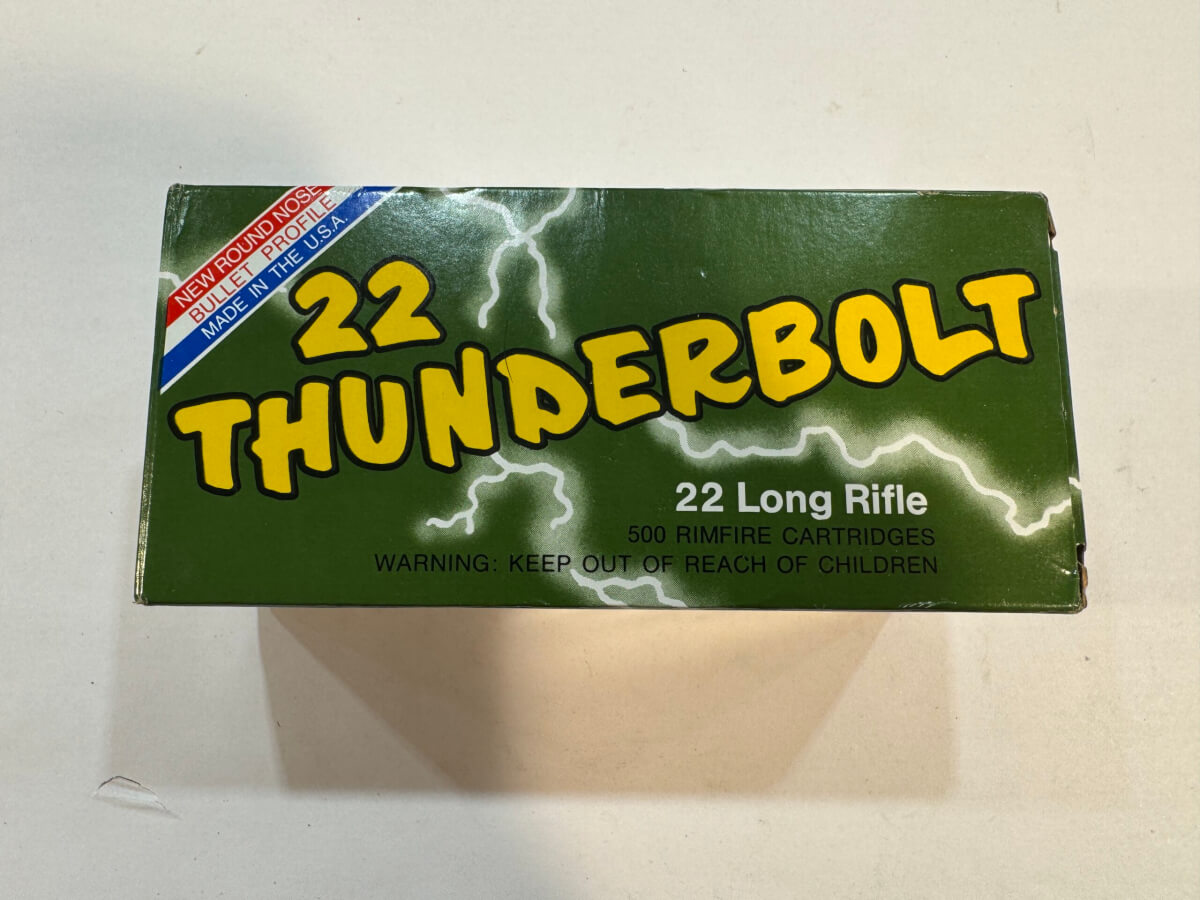 NEW ROUND NOSE
BULLET PROFILE
MADE IN THE U.S.A.
22
THUNDERBOLT
22 Long Rifle
500 RIMFIRE CARTRIDGES
WARNING: KEEP OUT OF REACH OF CHILDREN